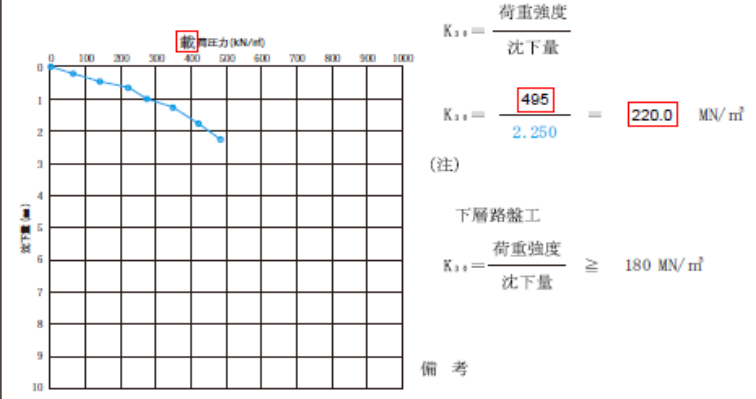 載荷圧力(kN/㎡)
0 100 200 300 400 500 600 700 800 900 1000
0
1
2
3
4
5
6
7
8
9
10
沈下量(㎜)
K₃₀＝ 荷重強度
沈下量
K₃₀＝ 495 ＝ 220.0 MN/㎥
2.250
(注)
下層路盤工
K₃₀＝ 荷重強度 ≧ 180 MN/㎥
沈下量
備 考